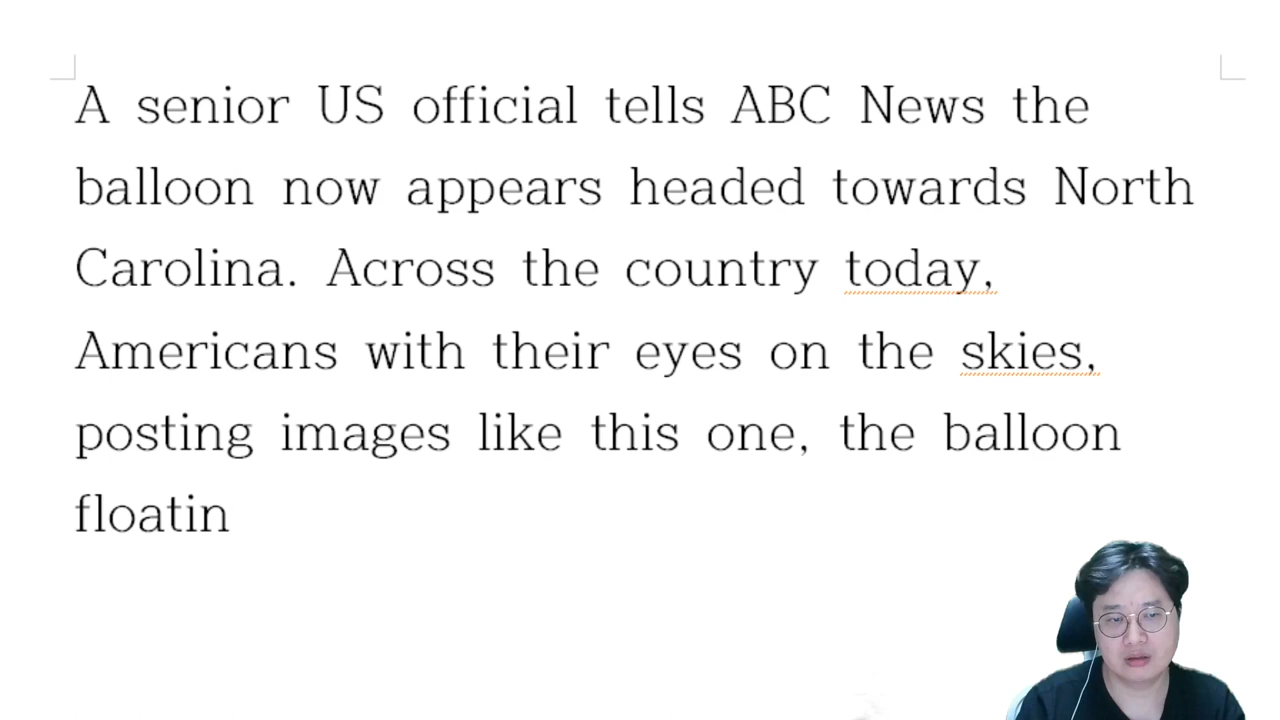 A senior US official tells ABC News the
balloon now appears headed towards North
Carolina. Across the country today,
Americans with their eyes on the skies,
posting images like this one, the balloon
floatin